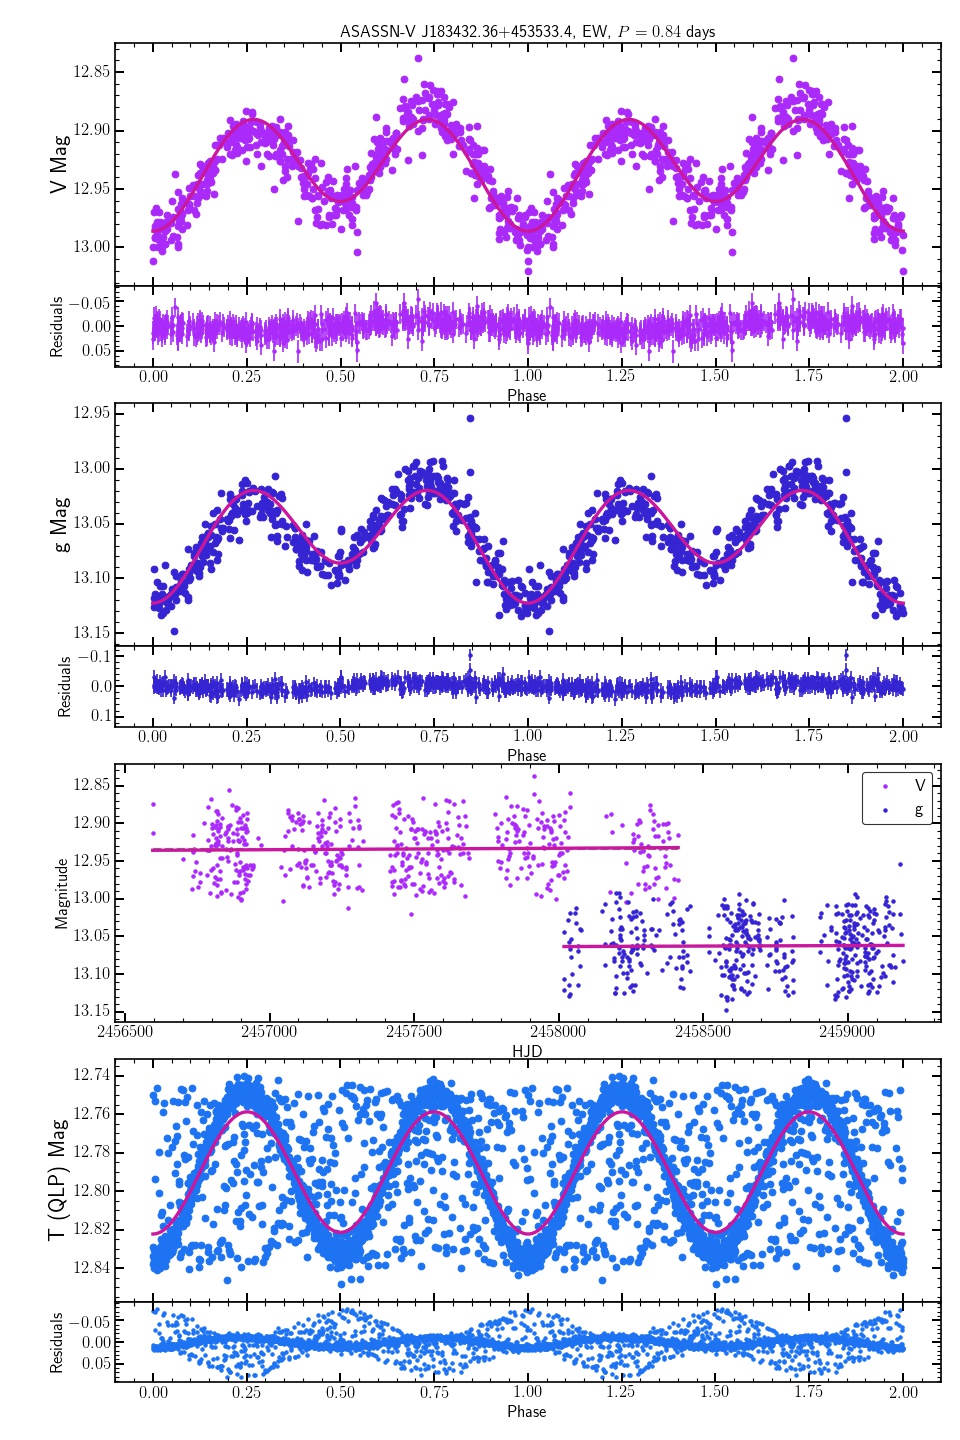 ASASSN-V J183432.36+453533.4, EW, P = 0.84 days
V Mag
12.85
12.90
12.95
13.00
Residuals
−0.05
0.00
0.05
0.00 0.25 0.50 0.75 1.00 1.25 1.50 1.75 2.00
Phase
g Mag
12.95
13.00
13.05
13.10
13.15
Residuals
−0.1
0.0
0.1
0.00 0.25 0.50 0.75 1.00 1.25 1.50 1.75 2.00
Phase
Magnitude
12.85
12.90
12.95
13.00
13.05
13.10
13.15
V
g
2456500 2457000 2457500 2458000 2458500 2459000
HJD
T (QLP) Mag
12.74
12.76
12.78
12.80
12.82
12.84
Residuals
−0.05
0.00
0.05
0.00 0.25 0.50 0.75 1.00 1.25 1.50 1.75 2.00
Phase